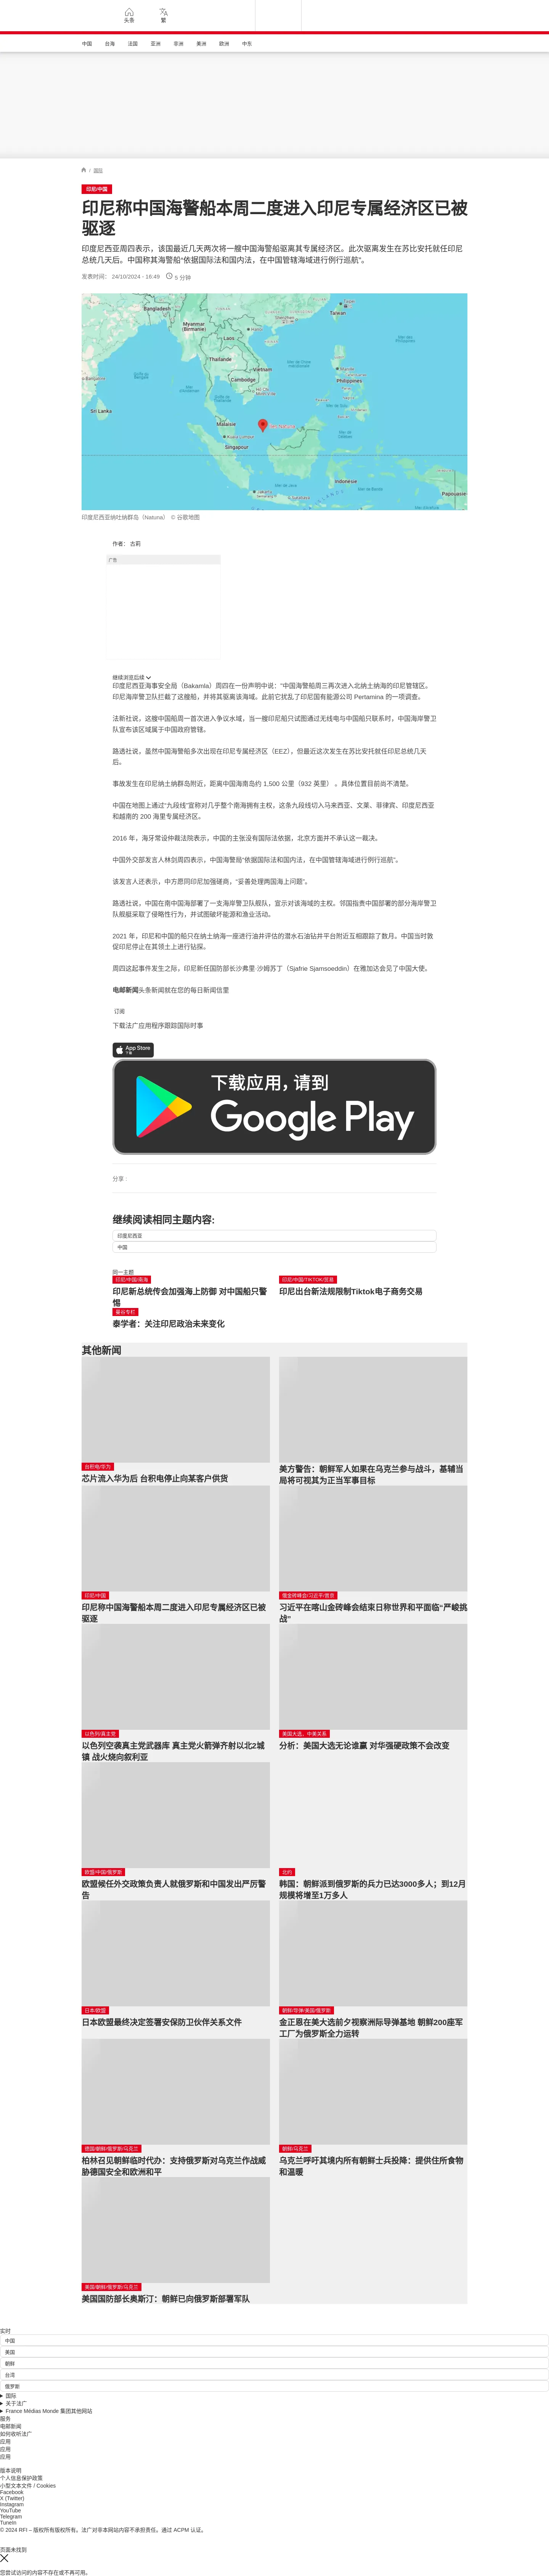 头条
繁
中国
台海
法国
亚洲
非洲
美洲
欧洲
中东
/ 国际
印尼/中国
印尼称中国海警船本周二度进入印尼专属经济区已被
驱逐
印度尼西亚周四表示，该国最近几天两次将一艘中国海警船驱离其专属经济区。此次驱离发生在苏比安托就任印尼
总统几天后。中国称其海警船“依据国际法和国内法，在中国管辖海域进行例行巡航”。
发表时间： 24/10/2024 - 16:49
5 分钟
Bangladesh
Myanmar
(Birmanie)
Hanoï
Laos
Thaïlande
Vietnam
Cambodge
Taïwan
Manille
Philippines
Sri Lanka
Malaisie
Kuala Lumpur
Singapour
Jakarta
Indonésie
Papouasie
印度尼西亚纳吐纳群岛（Natuna） © 谷歌地图
作者： 古莉
广告
继续浏览后续
印度尼西亚海事安全局（Bakamla）周四在一份声明中说：“中国海警船周三再次进入北纳土纳海的印尼管辖区。
印尼海岸警卫队拦截了这艘船，并将其驱离该海域。此前它扰乱了印尼国有能源公司 Pertamina 的一项调查。
法新社说，这艘中国船周一首次进入争议水域，当一艘印尼船只试图通过无线电与中国船只联系时，中国海岸警卫
队宣布该区域属于中国政府管辖。
路透社说，虽然中国海警船多次出现在印尼专属经济区（EEZ），但最近这次发生在苏比安托就任印尼总统几天
后。
事故发生在印尼纳土纳群岛附近，距离中国海南岛约 1,500 公里（932 英里） 。具体位置目前尚不清楚。
中国在地图上通过“九段线”宣称对几乎整个南海拥有主权，这条九段线切入马来西亚、文莱、菲律宾、印度尼西亚
和越南的 200 海里专属经济区。
2016 年，海牙常设仲裁法院表示，中国的主张没有国际法依据，北京方面并不承认这一裁决。
中国外交部发言人林剑周四表示，中国海警局“依据国际法和国内法，在中国管辖海域进行例行巡航”。
该发言人还表示，中方愿同印尼加强磋商，“妥善处理两国海上问题”。
路透社说，中国在南中国海部署了一支海岸警卫队舰队，宣示对该海域的主权。邻国指责中国部署的部分海岸警卫
队舰艇采取了侵略性行为，并试图破坏能源和渔业活动。
2021 年，印尼和中国的船只在纳土纳海一座进行油井评估的潜水石油钻井平台附近互相跟踪了数月。中国当时敦
促印尼停止在其领土上进行钻探。
周四这起事件发生之际，印尼新任国防部长沙弗里·沙姆苏丁（Sjafrie Sjamsoeddin）在雅加达会见了中国大使。
电邮新闻头条新闻就在您的每日新闻信里
订阅
下载法广应用程序跟踪国际时事
App Store
下载
下载应用，请到
Google Play
分享 :
继续阅读相同主题内容:
印度尼西亚
中国
同一主题
印尼/中国/南海
印尼新总统传会加强海上防御 对中国船只警
惕
印尼/中国/TIKTOK/贸易
印尼出台新法规限制Tiktok电子商务交易
曼谷专栏
泰学者：关注印尼政治未来变化
其他新闻
台积电/华为
芯片流入华为后 台积电停止向某客户供货
美方警告：朝鲜军人如果在乌克兰参与战斗，基辅当
局将可视其为正当军事目标
印尼/中国
印尼称中国海警船本周二度进入印尼专属经济区已被
驱逐
俄金砖峰会/习近平/普京
习近平在喀山金砖峰会结束日称世界和平面临“严峻挑
战”
以色列/真主党
以色列空袭真主党武器库 真主党火箭弹齐射以北2城
镇 战火烧向叙利亚
美国大选、中美关系
分析：美国大选无论谁赢 对华强硬政策不会改变
欧盟/中国/俄罗斯
欧盟候任外交政策负责人就俄罗斯和中国发出严厉警
告
北约
韩国：朝鲜派到俄罗斯的兵力已达3000多人；到12月
规模将增至1万多人
日本/欧盟
日本欧盟最终决定签署安保防卫伙伴关系文件
朝鲜/导弹/美国/俄罗斯
金正恩在美大选前夕视察洲际导弹基地 朝鲜200座军
工厂为俄罗斯全力运转
德国/朝鲜/俄罗斯/乌克兰
柏林召见朝鲜临时代办：支持俄罗斯对乌克兰作战威
胁德国安全和欧洲和平
朝鲜/乌克兰
乌克兰呼吁其境内所有朝鲜士兵投降：提供住所食物
和温暖
美国/朝鲜/俄罗斯/乌克兰
美国国防部长奥斯汀：朝鲜已向俄罗斯部署军队
实时
中国
美国
朝鲜
台湾
俄罗斯
国际
关于法广
France Médias Monde 集团其他网站
服务
电邮新闻
如何收听法广
应用
应用
应用
版本说明
个人信息保护政策
小型文本文件 / Cookies
Facebook
X (Twitter)
Instagram
YouTube
Telegram
TuneIn
© 2024 RFI – 版权所有版权所有。法广对非本网站内容不承担责任。通过 ACPM 认证。
页面未找到
您尝试访问的内容不存在或不再可用。